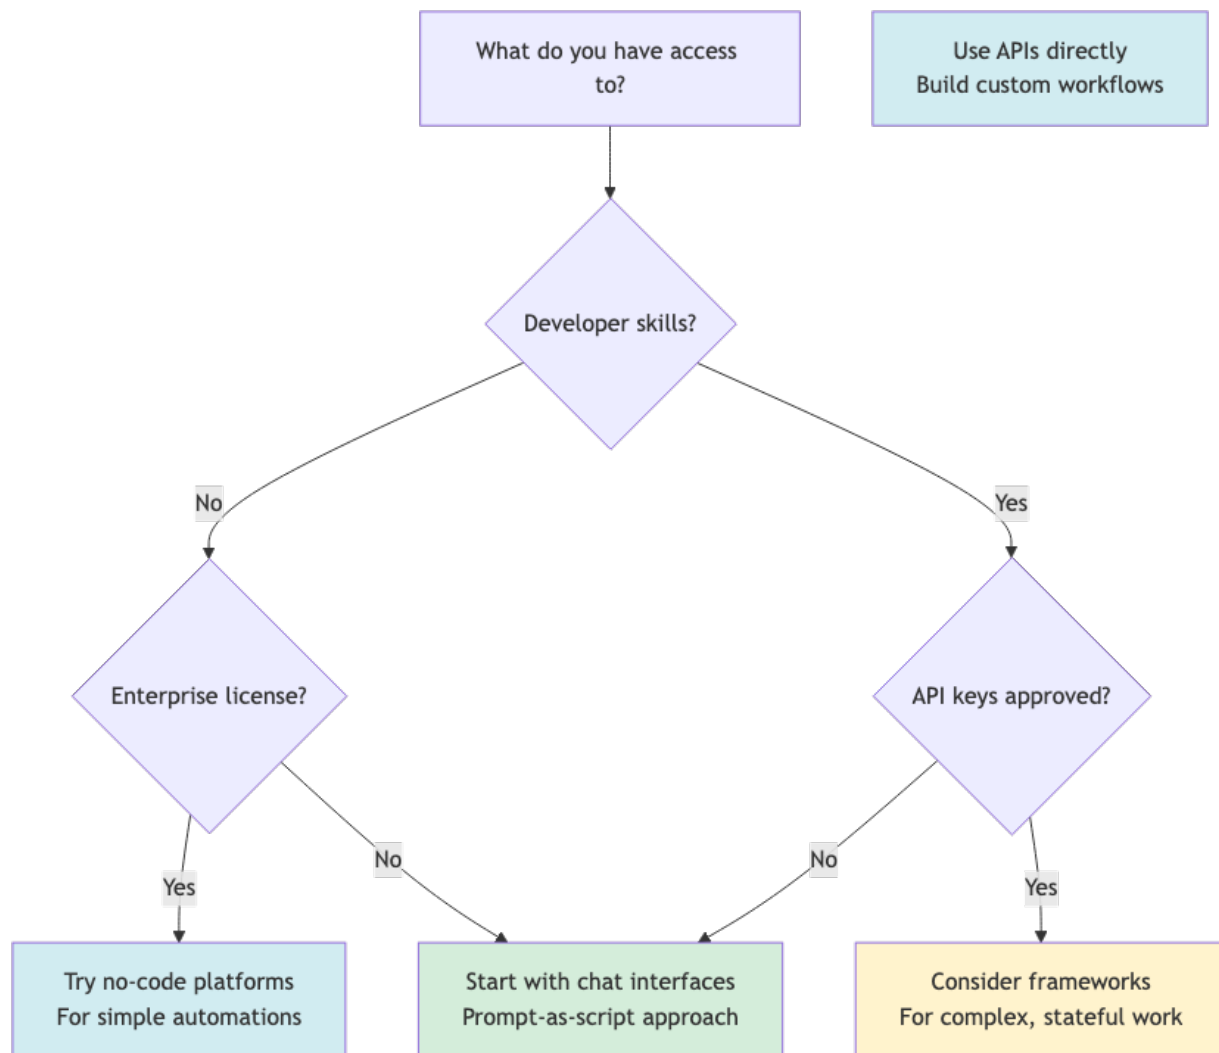 What do you have access
to?
Use APIs directly
Build custom workflows
Developer skills?
No
Yes
Enterprise license?
API keys approved?
No
No
Yes
Yes
Try no-code platforms
For simple automations
Start with chat interfaces
Prompt-as-script approach
Consider frameworks
For complex, stateful work